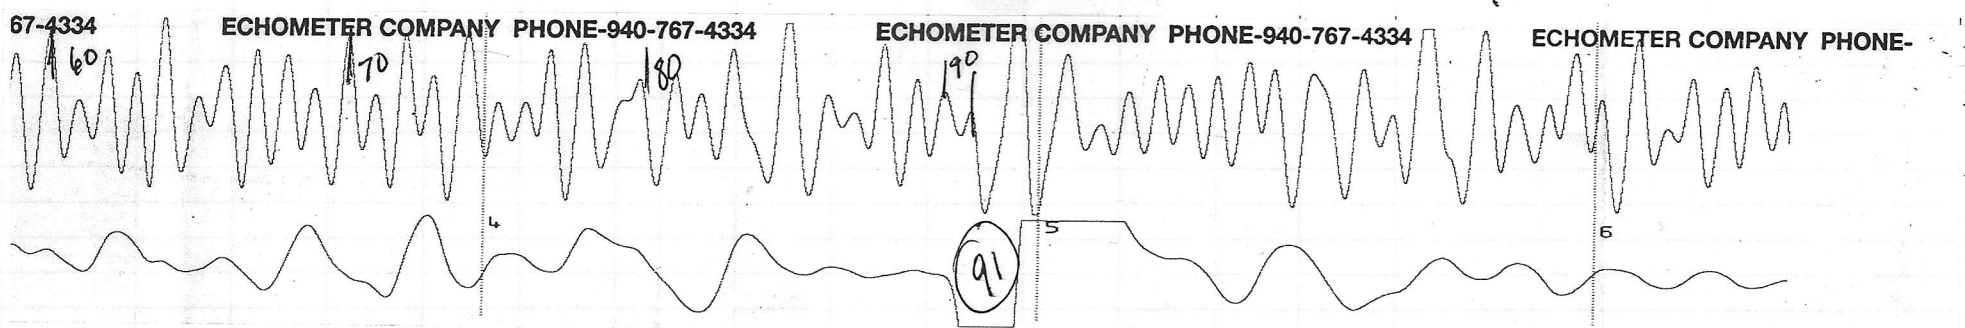 67-4334 ECHOMETER COMPANY PHONE-940-767-4334 ECHOMETER COMPANY PHONE-940-767-4334 ECHOMETER COMPANY PHONE-
60 70 80 90
4 5 6
91